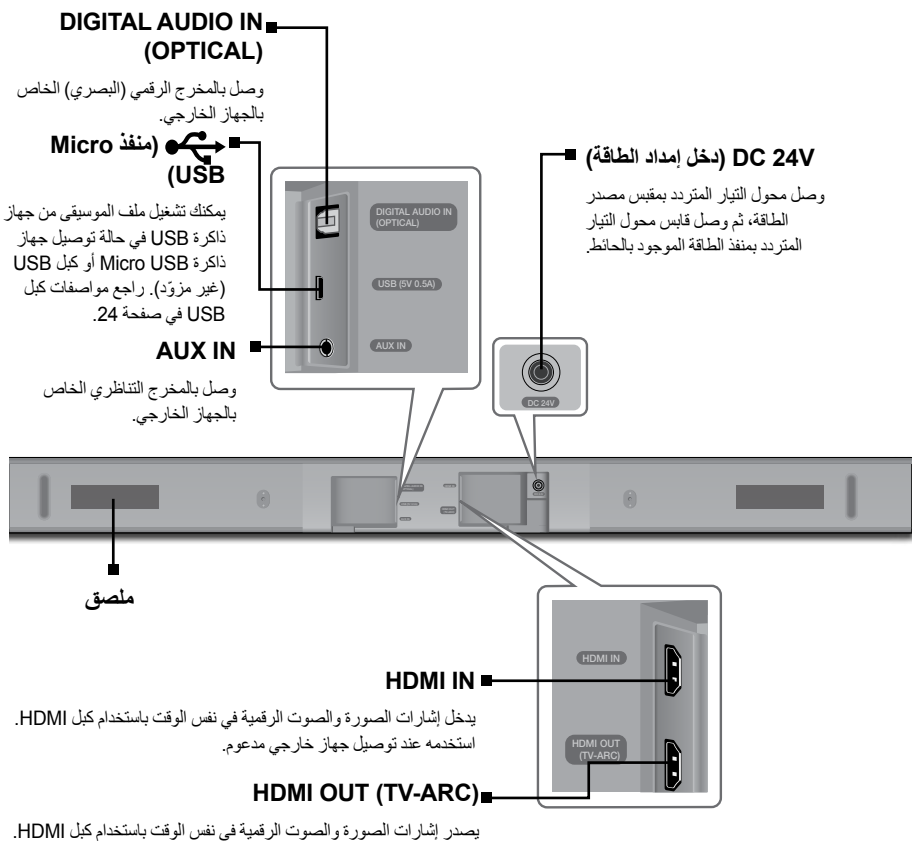 DIGITAL AUDIO IN
(OPTICAL)
وصل بالمخرج الرقمي (البصري) الخاص
بالجهاز الخارجي.
(منفذ Micro
USB)
يمكنك تشغيل ملف الموسيقى من جهاز
ذاكرة USB في حالة توصيل جهاز
ذاكرة Micro USB أو كبل USB
(غير مزوّد). راجع مواصفات كبل
USB في صفحة 24.
AUX IN
وصل بالمخرج التناظري الخاص
بالجهاز الخارجي.
DIGITAL AUDIO IN
(OPTICAL)
USB (5V 0.5A)
AUX IN
DC 24V (دخل إمداد الطاقة)
وصل محول التيار المتردد بمقبس مصدر
الطاقة، ثم وصل قابس محول التيار
المتردد بمنفذ الطاقة الموجود بالحائط.
DC 24V
ملصق
HDMI IN
يدخل إشارات الصورة والصوت الرقمية في نفس الوقت باستخدام كبل HDMI.
استخدمه عند توصيل جهاز خارجي مدعوم.
HDMI OUT (TV-ARC)
يصدر إشارات الصورة والصوت الرقمية في نفس الوقت باستخدام كبل HDMI.
HDMI IN
HDMI OUT
(TV-ARC)